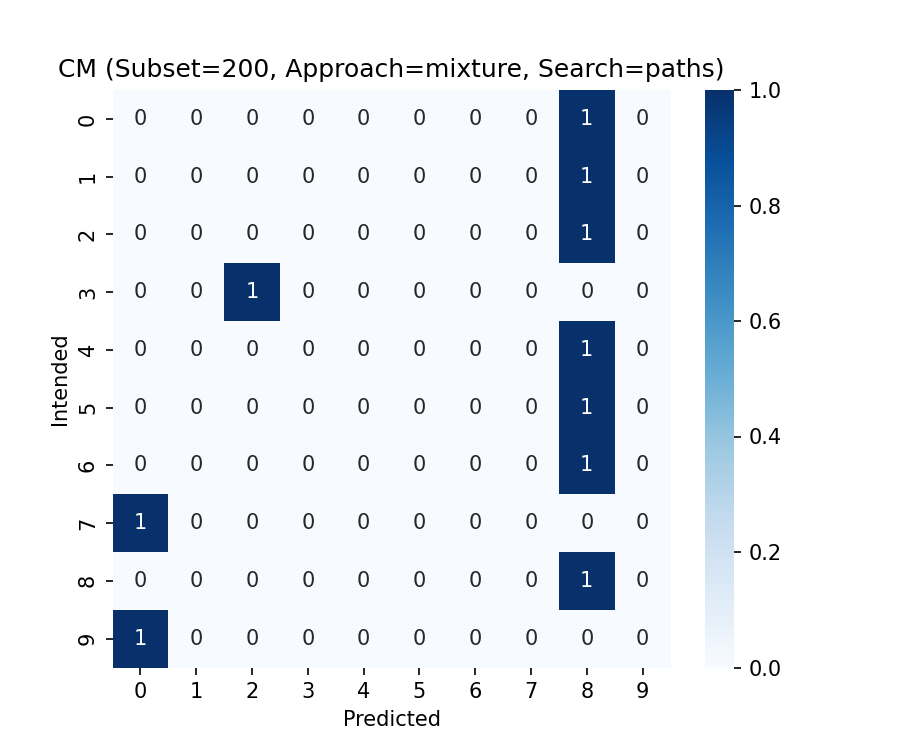 CM (Subset=200, Approach=mixture, Search=paths)
Intended
0 0 0 0 0 0 0 0 0 1 0
1 0 0 0 0 0 0 0 0 1 0
2 0 0 0 0 0 0 0 0 1 0
3 0 0 1 0 0 0 0 0 0 0
4 0 0 0 0 0 0 0 0 1 0
5 0 0 0 0 0 0 0 0 1 0
6 0 0 0 0 0 0 0 0 1 0
7 1 0 0 0 0 0 0 0 0 0
8 0 0 0 0 0 0 0 0 1 0
9 1 0 0 0 0 0 0 0 0 0
0 1 2 3 4 5 6 7 8 9
Predicted
1.0
0.8
0.6
0.4
0.2
0.0